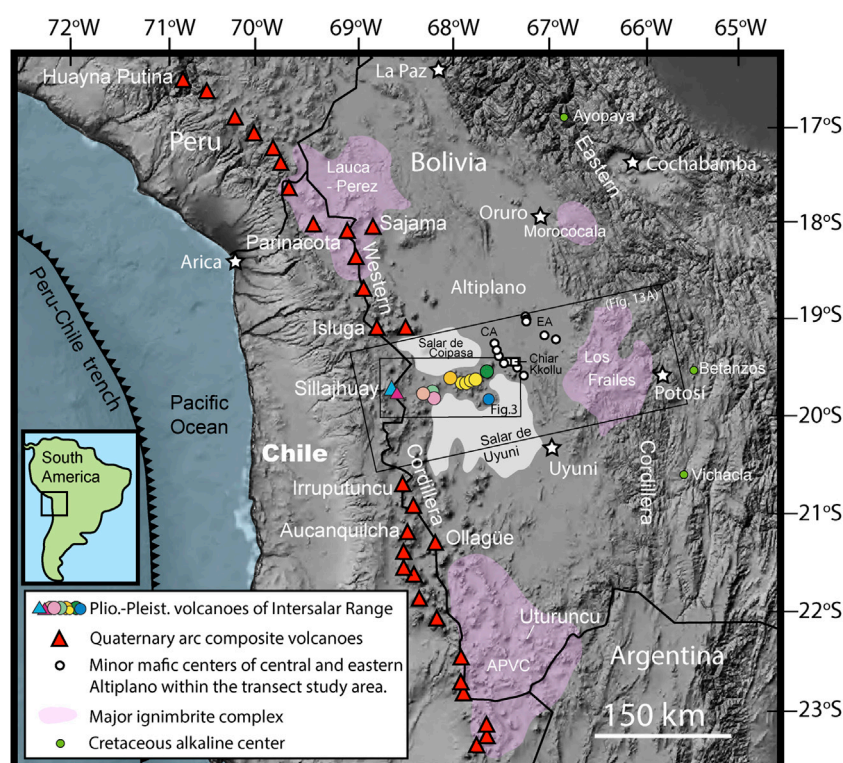 72°W 71°W 70°W 69°W 68°W 67°W 66°W 65°W
Huayna Putina
La Paz
Ayopaya
17°S
Peru
Lauca
- Perez
Bolivia
Eastern
Cochabamba
Oruro
Morococala
18°S
Sajama
Parinacota
Western
Arica
Peru-Chile trench
Altiplano
(Fig. 13A)
19°S
Isluga
CA
EA
Salar de
Coipasa
Chiar
Kkollu
Los
Frailes
Betanzos
Potosí
Sillajhuay
Fig.3
Pacific
Ocean
20°S
Chile
Salar de
Uyuni
Uyuni
Cordillera
Cordillera
Vichacla
South
America
Irruputuncu
21°S
Aucanquilcha
Ollagüe
Plio.-Pleist. volcanoes of Intersalar Range
Quaternary arc composite volcanoes
Minor mafic centers of central and eastern
Altiplano within the transect study area.
Major ignimbrite complex
Cretaceous alkaline center
22°S
Uturuncu
APVC
Argentina
150 km
23°S